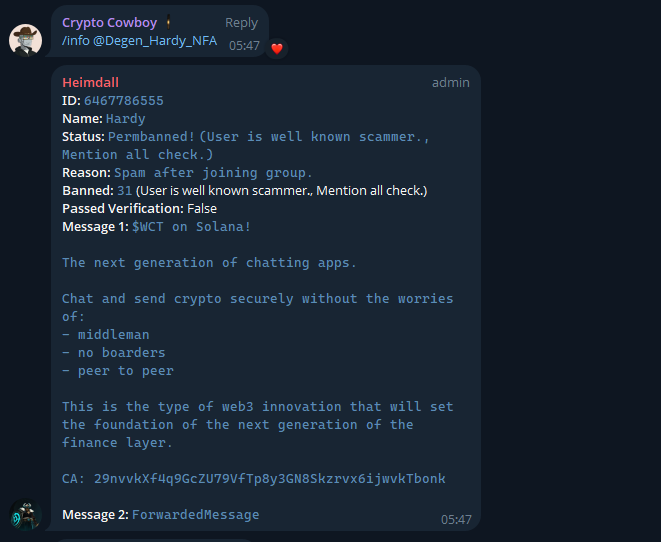 Crypto Cowboy Reply
/info @Degen_Hardy_NFA 05:47
Heimdall admin
ID: 6467786555
Name: Hardy
Status: Permbanned! (User is well known scammer.,
Mention all check.)
Reason: Spam after joining group.
Banned: 31 (User is well known scammer., Mention all check.)
Passed Verification: False
Message 1: $WCT on Solana!
The next generation of chatting apps.
Chat and send crypto securely without the worries
of:
- middleman
- no boarders
- peer to peer
This is the type of web3 innovation that will set
the foundation of the next generation of the
finance layer.
CA: 29nvvkXf4q9GcZU79VfTp8y3GN8Skzrvx6ijwvkTbonk
Message 2: ForwardedMessage
05:47